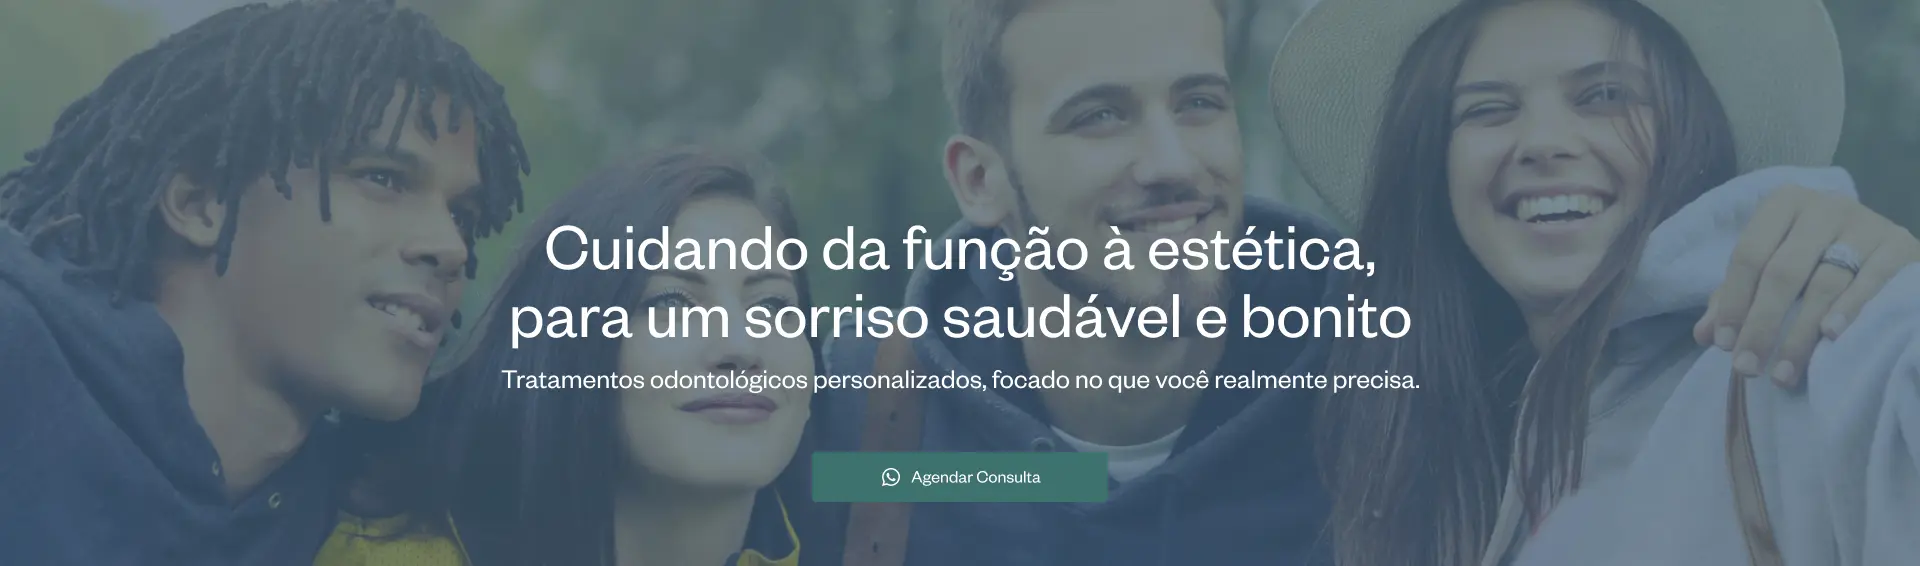 Cuidando da função à estética,
para um sorriso saudável e bonito
Tratamentos odontológicos personalizados, focado no que você realmente precisa.
Agendar Consulta